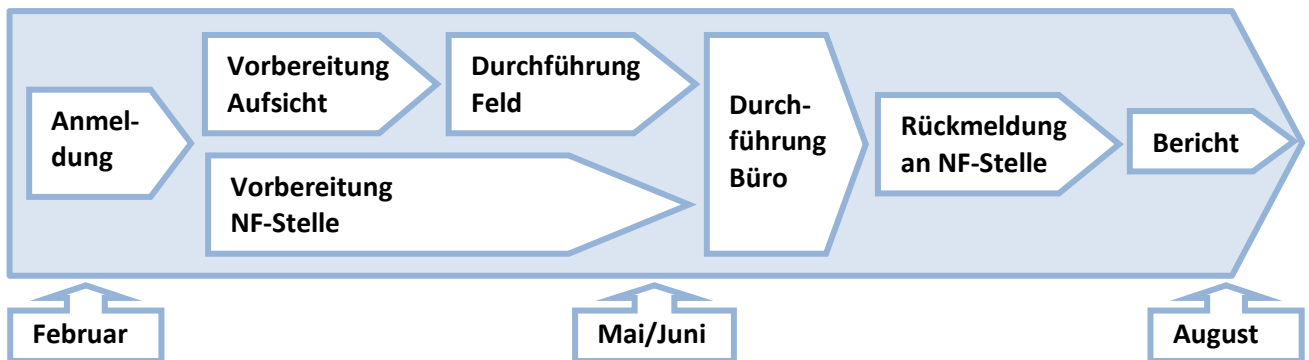 Anmel-
dung
Vorbereitung
Aufsicht
Durchführung
Feld
Vorbereitung
NF-Stelle
Durch-
führung
Büro
Rückmeldung
an NF-Stelle
Bericht
Februar
Mai/Juni
August